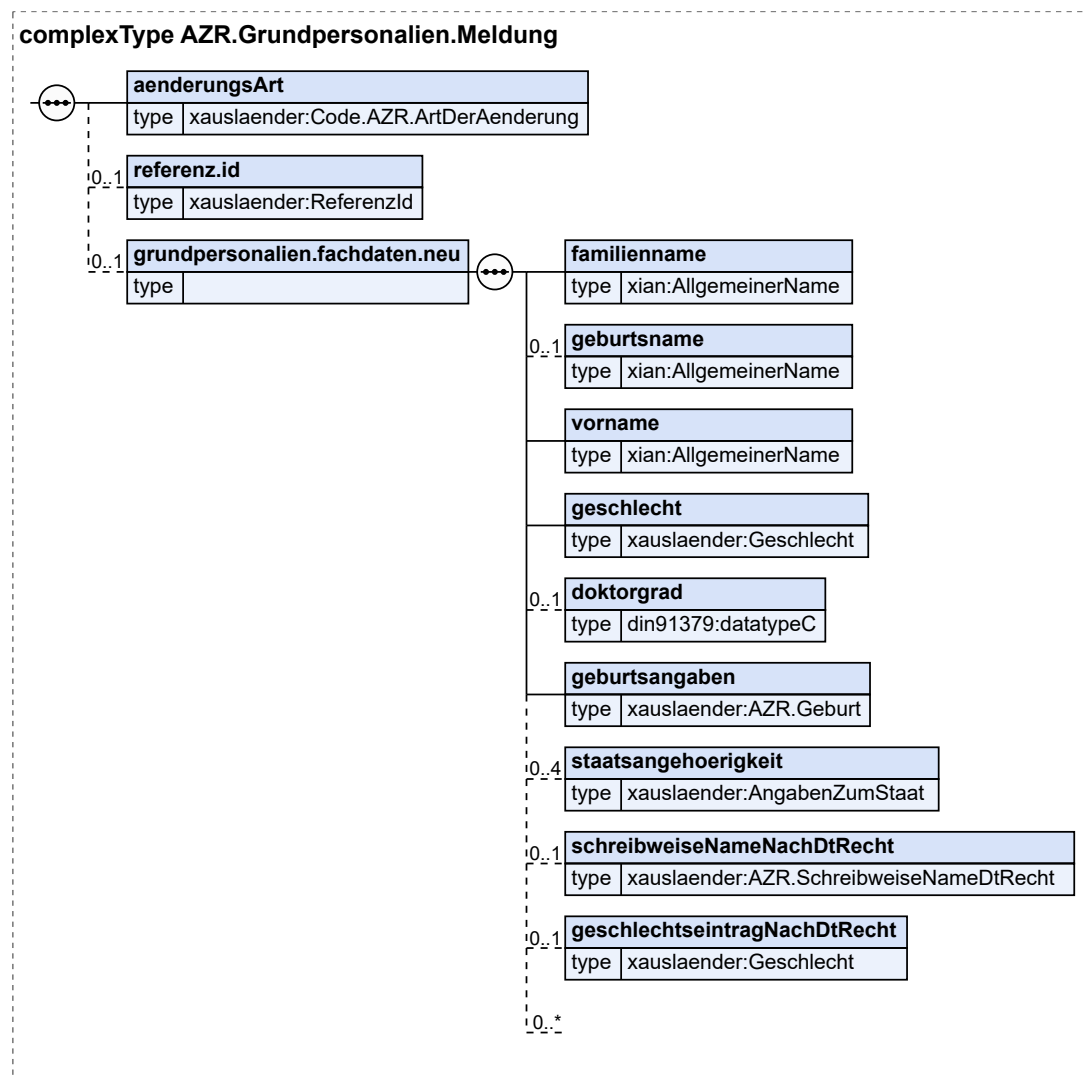 complexType AZR.Grundpersonalien.Meldung
aenderungsArt
type xauslaender:Code.AZR.ArtDerAenderung
0..1 referenz.id
type xauslaender:ReferenzId
0..1 grundpersonalien.fachdaten.neu
type
familienname
type xian:AllgemeinerName
0..1 geburtsname
type xian:AllgemeinerName
vorname
type xian:AllgemeinerName
geschlecht
type xauslaender:Geschlecht
0..1 doktorgrad
type din91379:datatypeC
geburtsangaben
type xauslaender:AZR.Geburt
0..4 staatsangehoerigkeit
type xauslaender:AngabenZumStaat
0..1 schreibweiseNameNachDtRecht
type xauslaender:AZR.SchreibweiseNameDtRecht
0..1 geschlechtseintragNachDtRecht
type xauslaender:Geschlecht
0..*